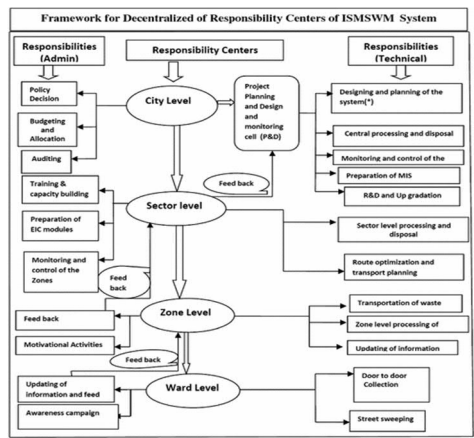 Framework for Decentralized of Responsibility Centers of ISMSWM System
Responsibilities
(Admin)
Responsibility Centers
Responsibilities
(Technical)
Policy
Decision
Budgeting
and
Allocation
Auditing
City Level
Project
Planning
and Design
and
monitoring
cell (P&D)
Designing and planning of the
system(*)
Central processing and disposal
Monitoring and control of the
Preparation of MIS
R&D and Up gradation
Feed back
Training &
capacity building
Preparation of
EIC modules
Monitoring and
control of the
Zones
Sector level
Sector level processing and
disposal
Route optimization and
transport planning
Feed
back
Feed back
Motivational Activities
Zone Level
Transportation of waste
Zone level processing of
Updating of information
Feed back
Updating of
information and feed
Awareness campaign
Ward Level
Door to door
Collection
Street sweeping